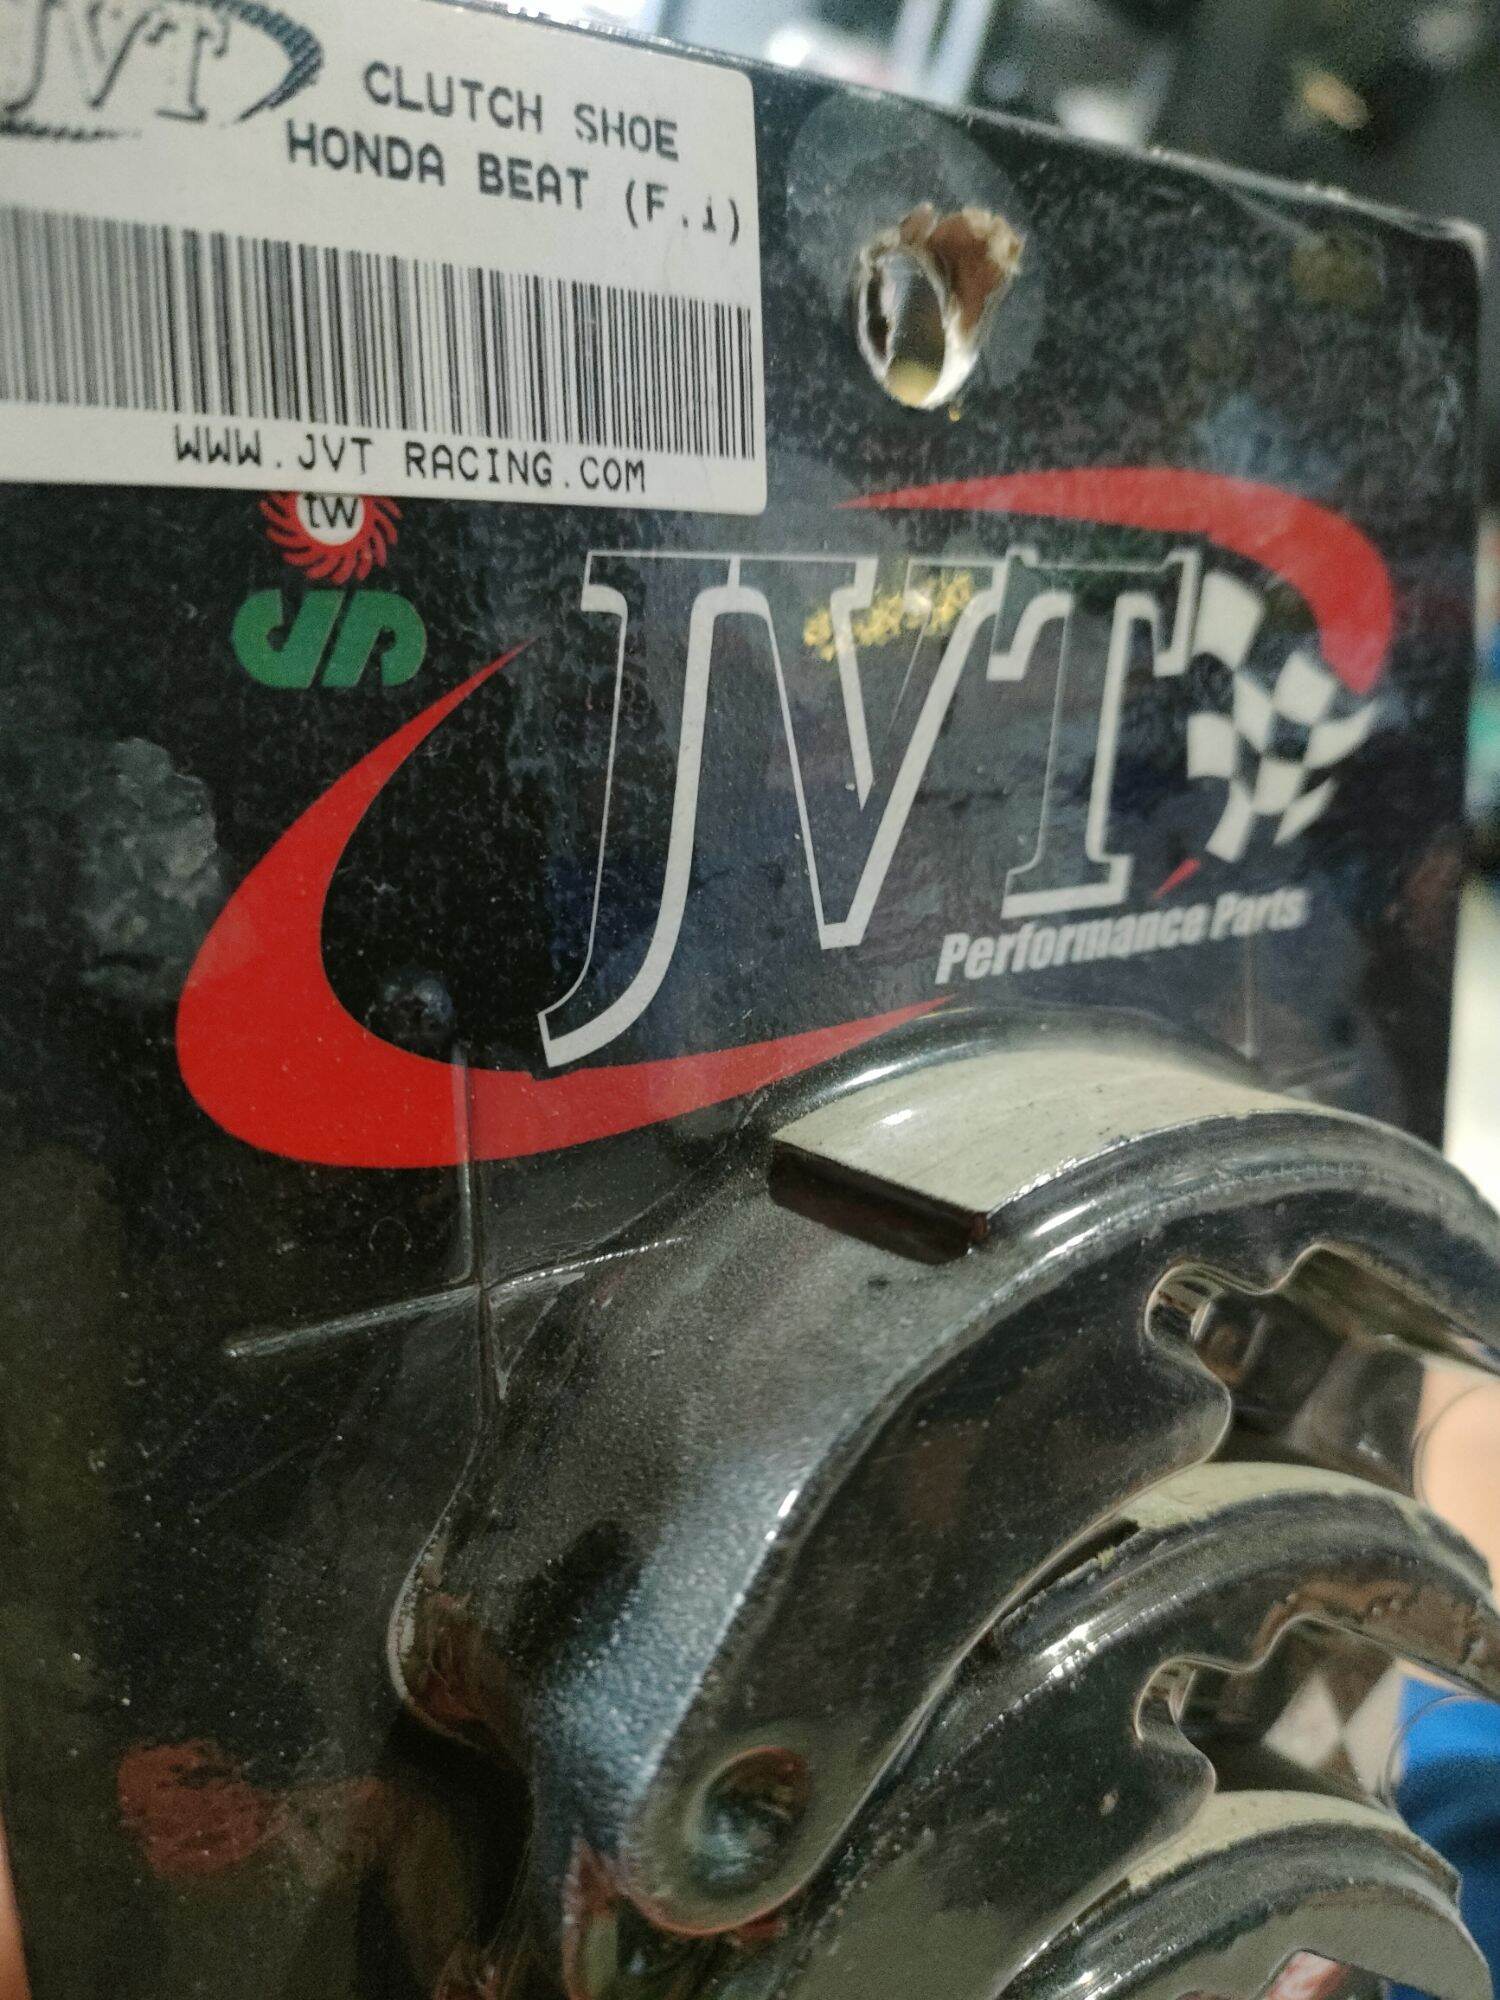 JVT
CLUTCH SHOE
HONDA BEAT (F.i)
WWW.JVT RACING.COM
tw
JVT
Performance Parts